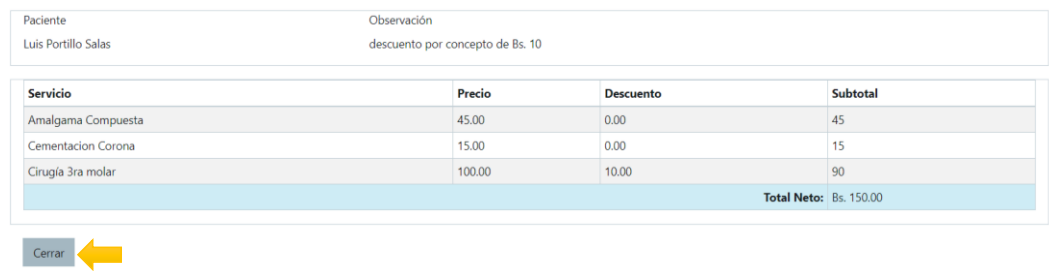 Paciente Observación
Luis Portillo Salas descuento por concepto de Bs. 10
Servicio Precio Descuento Subtotal
Amalgama Compuesta 45.00 0.00 45
Cementacion Corona 15.00 0.00 15
Cirugía 3ra molar 100.00 10.00 90
Total Neto: Bs. 150.00
Cerrar